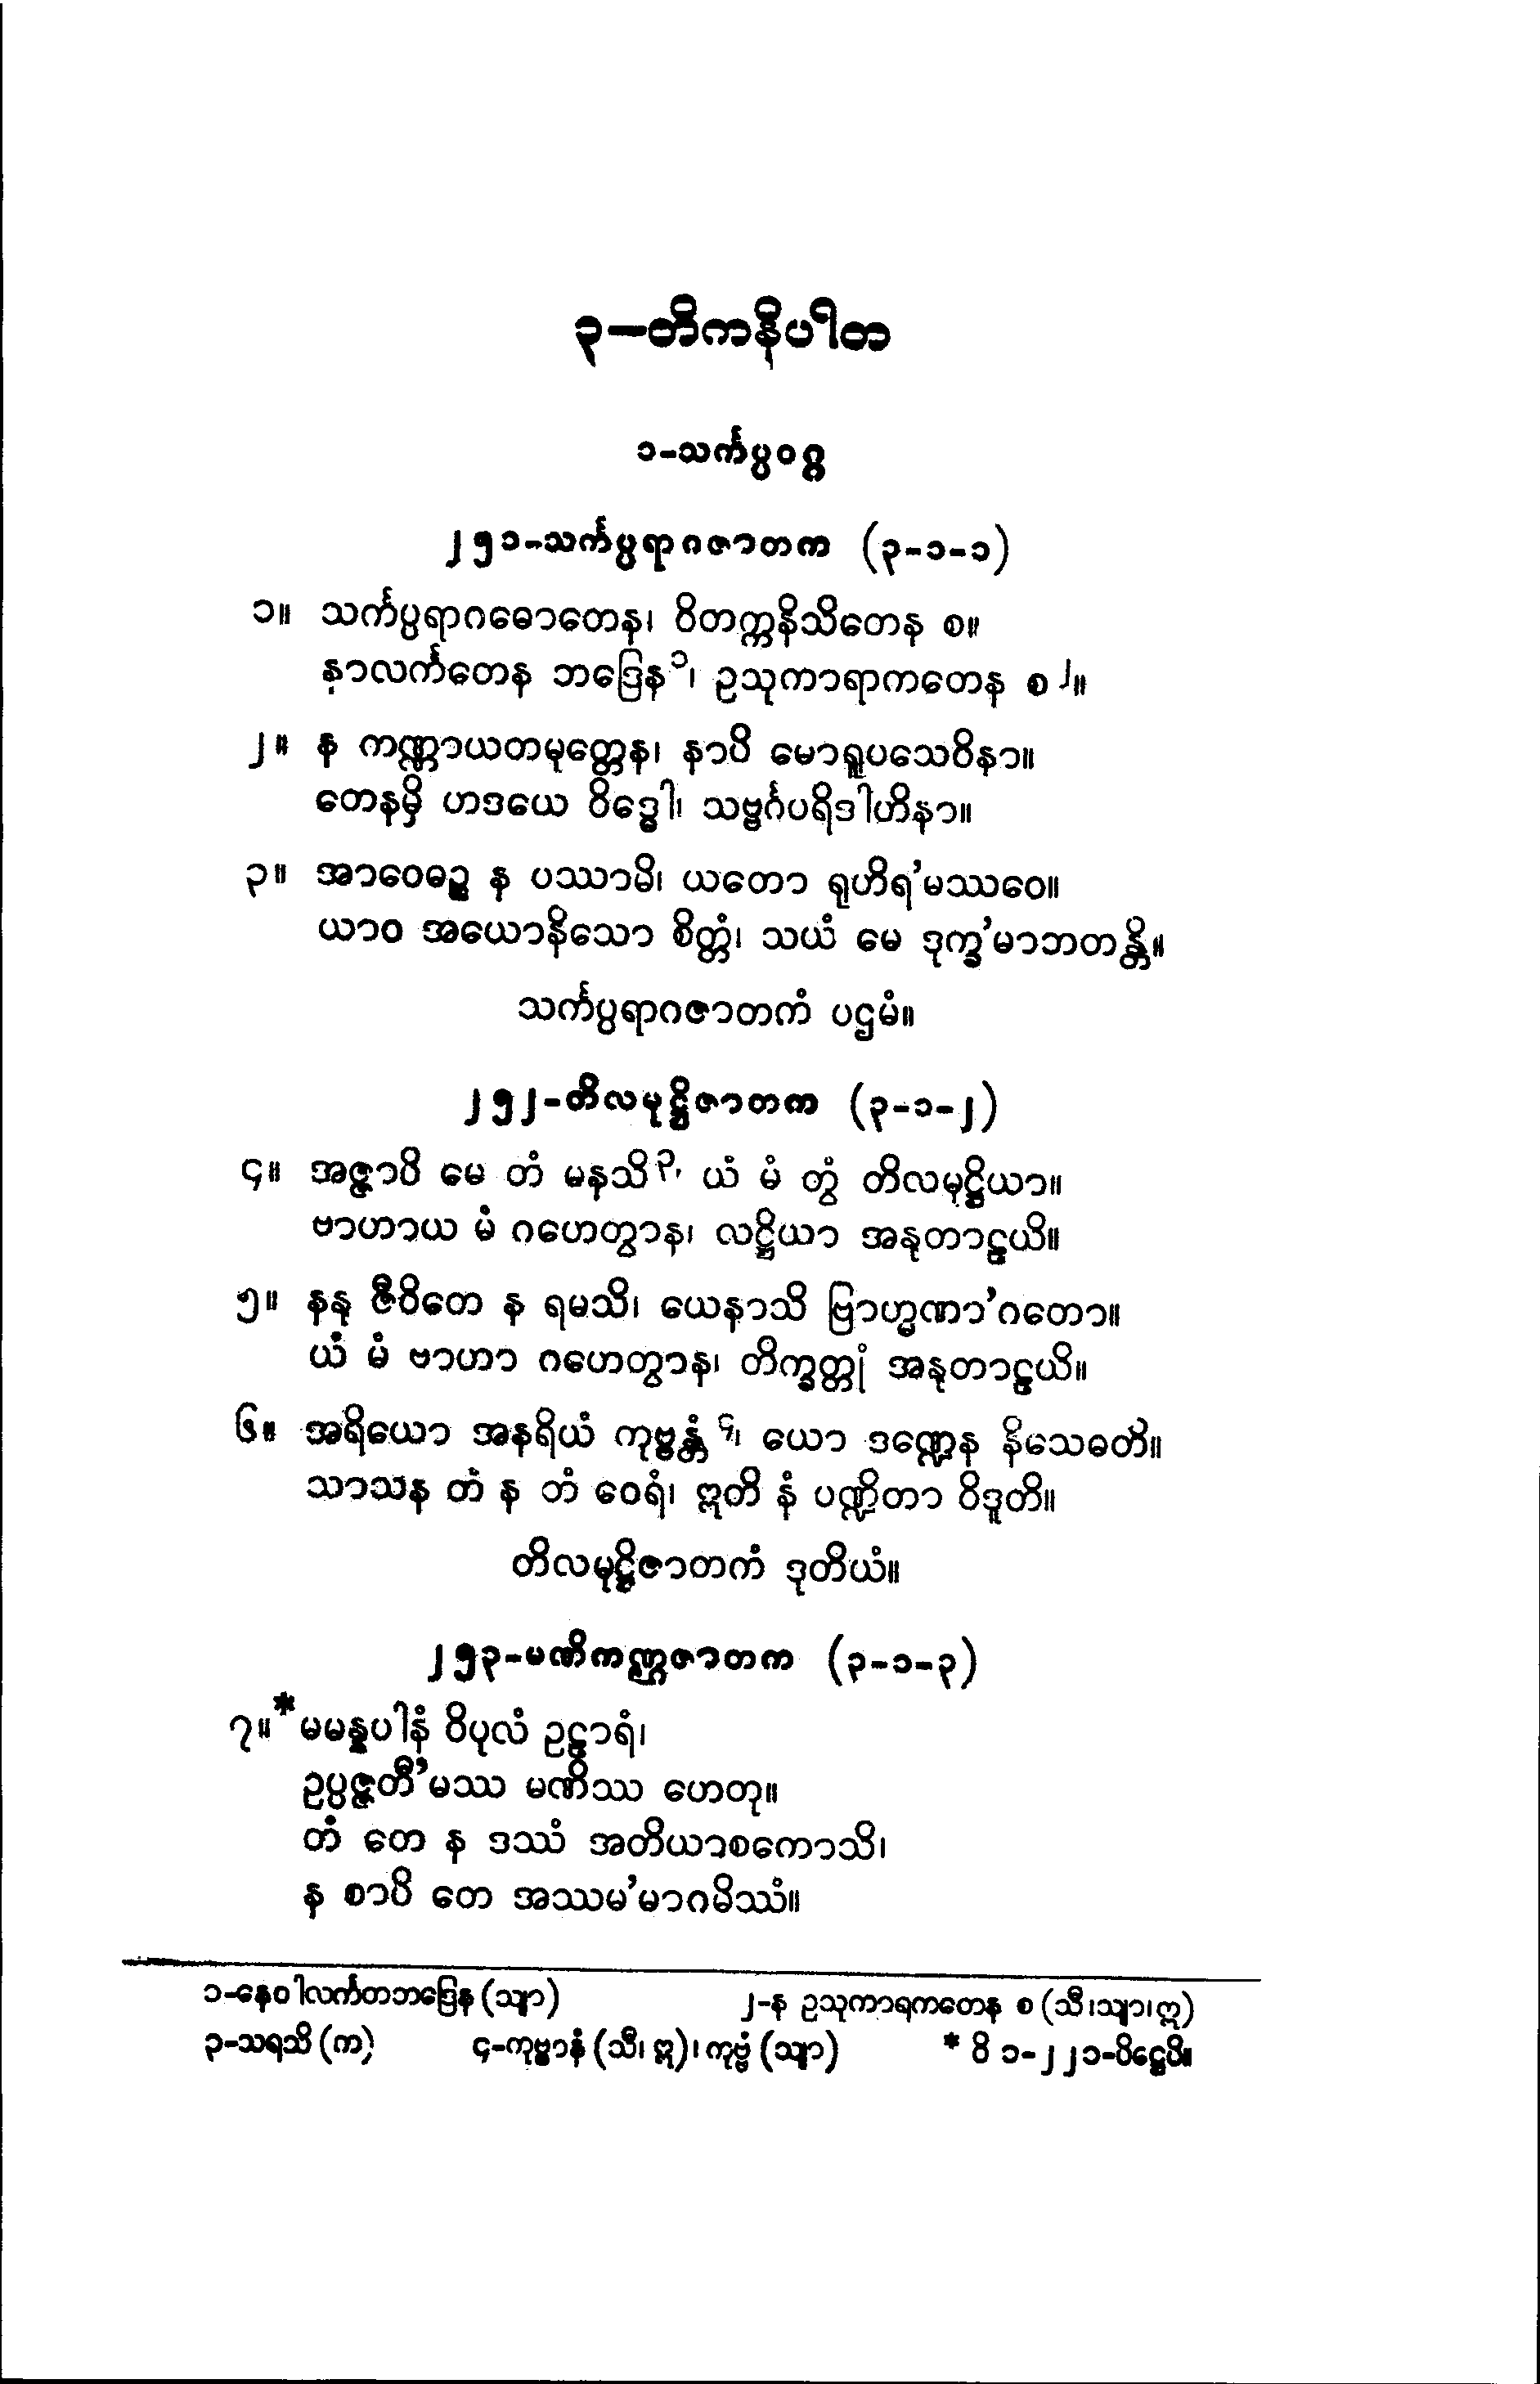 ၃–တိကနိပါတ
၁-သင်္ကပ္ပဝဂ္ဂ
၂၅၁-သင်္ကပ္ပရာဂဇာတက (၃-၁-၁)
၁။ သင်္ကပ္ပရာဂဓောတေန၊ ဝိတက္ကနိသိတေန စ။
နာလင်္ကတေန ဘဒြေန၁၊ ဥသုကာရာကတေန စ၂။
၂။ န ကဏ္ဏာယတမုတ္တေန၊ နာပိ မောရူပသေဝိနာ။
တေနမှိ ဟဒယေ ဝိဒ္ဓေါ၊ သဗ္ဗင်္ဂပရိဒါဟိနာ။
၃။ အာဝေဓဉ္စ န ပဿာမိ၊ ယတော ရုဟိရ'မဿဝေ။
ယာဝ အယောနိသော စိတ္တံ၊ သယံ မေ ဒုက္ခ'မာဘတန္တိ။
သင်္ကပ္ပရာဂဇာတကံ ပဌမံ။
၂၅၂-တိလမုဋ္ဌိဇာတက (၃-၁-၂)
၄။ အဇ္ဇာပိ မေ တံ မနသိ၃၊ ယံ မံ တွံ တိလမုဋ္ဌိယာ။
ဗာဟာယ မံ ဂဟေတွာန၊ လဋ္ဌိယာ အနုတာဠယိ။
၅။ နနု ဇီဝိတေ န ရမသိ၊ ယေနာသိ ဗြာဟ္မဏာ'ဂတော။
ယံ မံ ဗာဟာ ဂဟေတွာန၊ တိက္ခတ္တုံ အနုတာဠယိ။
၆။ အရိယော အနရိယံ ကုဗ္ဗန္တံ၄၊ ယော ဒဏ္ဍေန နိသေဓတိ။
သာသန တံ န တံ ဝေရံ၊ ဣတိ နံ ပဏ္ဍိတာ ဝိဒူတိ။
တိလမုဋ္ဌိဇာတကံ ဒုတိယံ။
၂၅၃-မဏိကဏ္ဌဇာတက (၃-၁-၃)
၇။*မမန္နပါနံ ဝိပုလံ ဥဠာရံ၊
ဥပ္ပဇ္ဇတီ'မဿ မဏိဿ ဟေတု။
တံ တေ န ဒဿံ အတိယာစကောသိ၊
န စာပိ တေ အဿမ'မာဂမိဿံ။
၁-နေဝါလင်္ကတဘဒြေန (သျာ) ၂-န ဥသုကာရကတေန စ (သီ၊သျာ၊ဣ)
၃-သရသိ (က) ၄-ကုဗ္ဗာနံ (သီ၊ ဣ)၊ ကုဗ္ဗံ (သျာ) * ဝိ ၁-၂၂၁-ပိဋ္ဌေပိ။